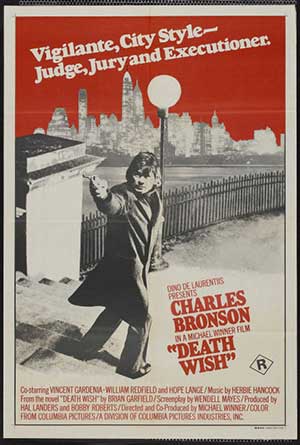 Vigilante, City Style—
Judge, Jury and Executioner.
DINO DE LAURENTIIS
PRESENTS
CHARLES
BRONSON
IN A MICHAEL WINNER FILM
"DEATH
WISH"
R
Co-starring VINCENT GARDENIA·WILLIAM REDFIELD and HOPE LANGE/Music by HERBIE HANCOCK
From the novel "DEATH WISH" by BRIAN GARFIELD/Screenplay by WENDELL MAYES/Produced by
HAL LANDERS and BOBBY ROBERTS/Directed and Co-Produced by MICHAEL WINNER/COLOR
FROM COLUMBIA PICTURES/A DIVISION OF COLUMBIA PICTURES INDUSTRIES, INC.